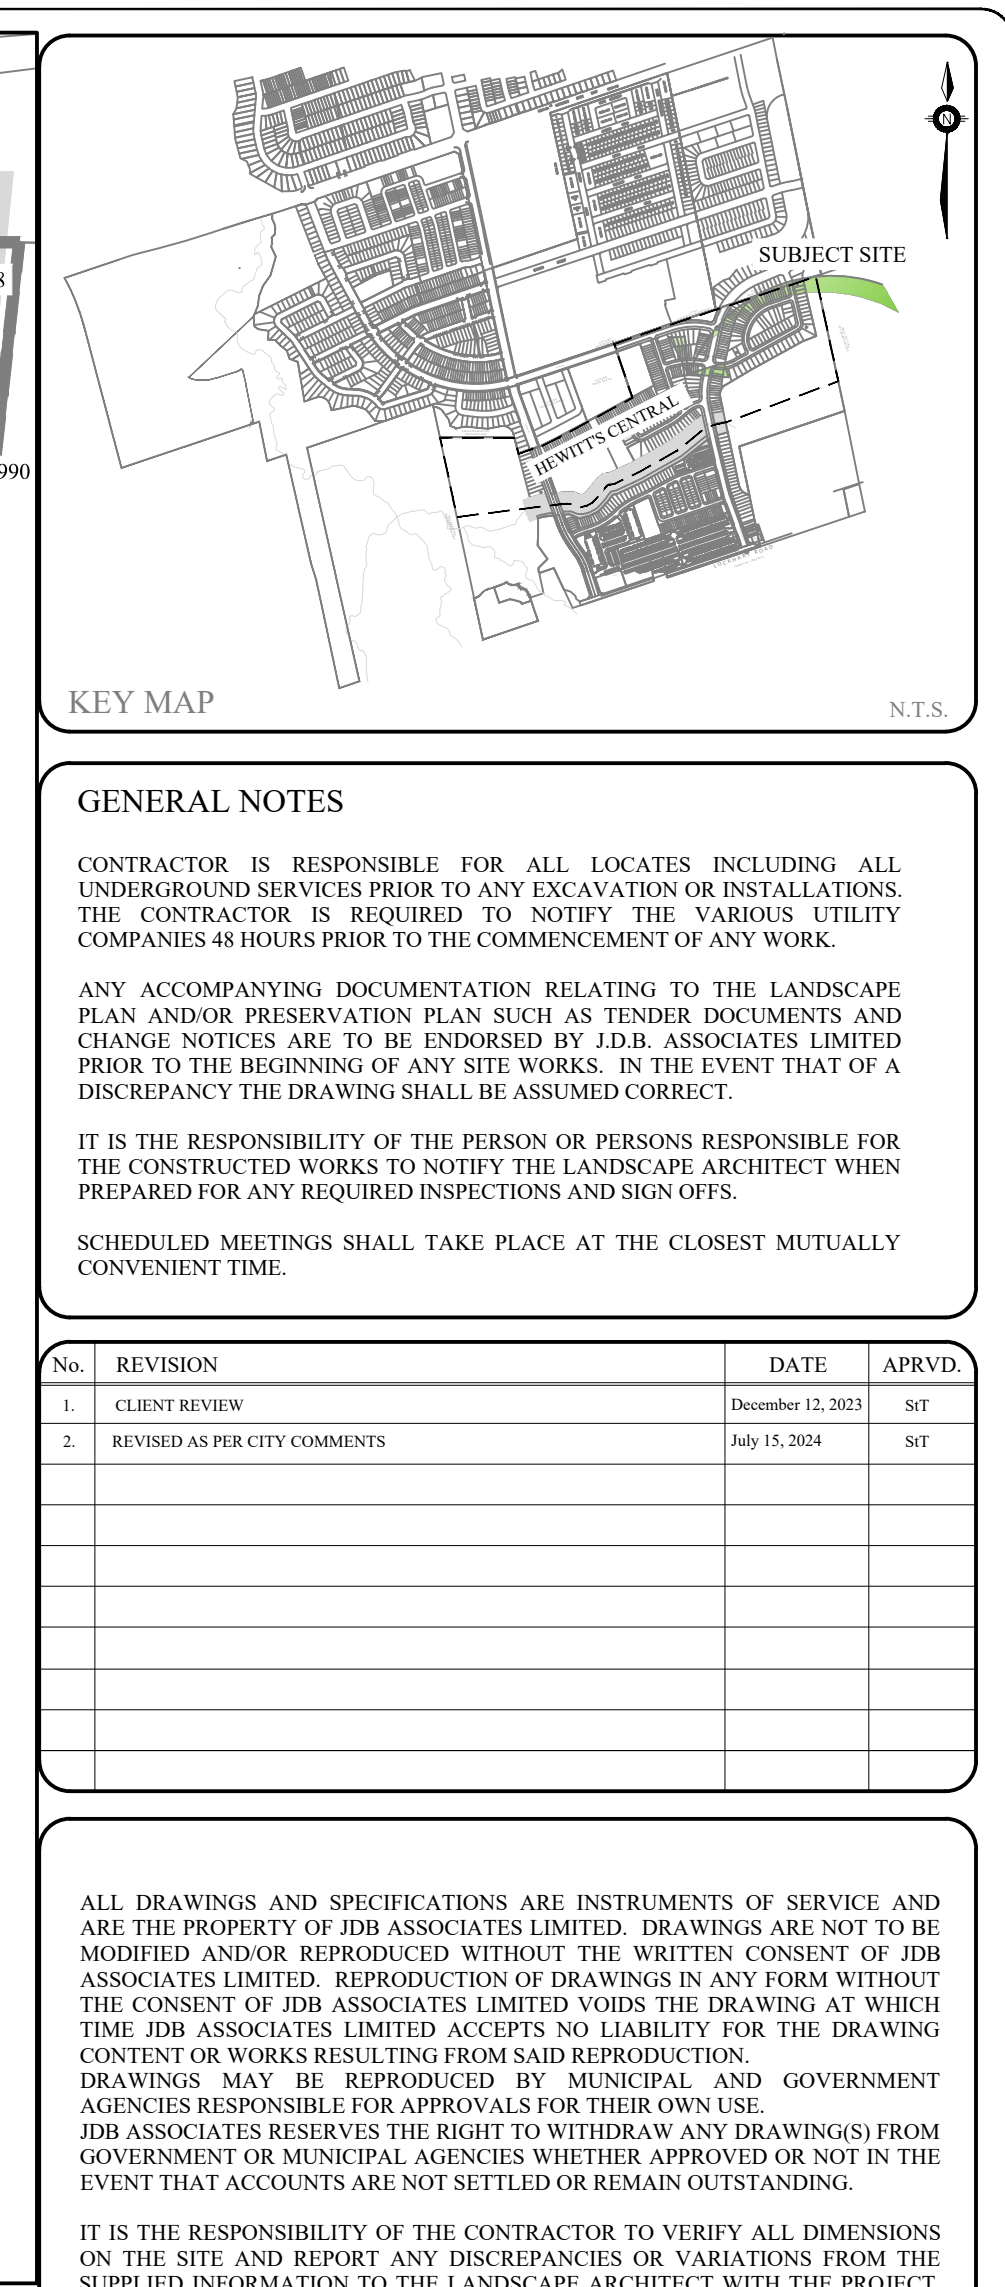 8
990
N
SUBJECT SITE
HEWITT'S CENTRAL
LOCKHART ROAD
KEY MAP
N.T.S.
GENERAL NOTES
CONTRACTOR IS RESPONSIBLE FOR ALL LOCATES INCLUDING ALL
UNDERGROUND SERVICES PRIOR TO ANY EXCAVATION OR INSTALLATIONS.
THE CONTRACTOR IS REQUIRED TO NOTIFY THE VARIOUS UTILITY
COMPANIES 48 HOURS PRIOR TO THE COMMENCEMENT OF ANY WORK.
ANY ACCOMPANYING DOCUMENTATION RELATING TO THE LANDSCAPE
PLAN AND/OR PRESERVATION PLAN SUCH AS TENDER DOCUMENTS AND
CHANGE NOTICES ARE TO BE ENDORSED BY J.D.B. ASSOCIATES LIMITED
PRIOR TO THE BEGINNING OF ANY SITE WORKS. IN THE EVENT THAT OF A
DISCREPANCY THE DRAWING SHALL BE ASSUMED CORRECT.
IT IS THE RESPONSIBILITY OF THE PERSON OR PERSONS RESPONSIBLE FOR
THE CONSTRUCTED WORKS TO NOTIFY THE LANDSCAPE ARCHITECT WHEN
PREPARED FOR ANY REQUIRED INSPECTIONS AND SIGN OFFS.
SCHEDULED MEETINGS SHALL TAKE PLACE AT THE CLOSEST MUTUALLY
CONVENIENT TIME.
No. REVISION DATE APRVD.
1. CLIENT REVIEW December 12, 2023 StT
2. REVISED AS PER CITY COMMENTS July 15, 2024 StT
ALL DRAWINGS AND SPECIFICATIONS ARE INSTRUMENTS OF SERVICE AND
ARE THE PROPERTY OF JDB ASSOCIATES LIMITED. DRAWINGS ARE NOT TO BE
MODIFIED AND/OR REPRODUCED WITHOUT THE WRITTEN CONSENT OF JDB
ASSOCIATES LIMITED. REPRODUCTION OF DRAWINGS IN ANY FORM WITHOUT
THE CONSENT OF JDB ASSOCIATES LIMITED VOIDS THE DRAWING AT WHICH
TIME JDB ASSOCIATES LIMITED ACCEPTS NO LIABILITY FOR THE DRAWING
CONTENT OR WORKS RESULTING FROM SAID REPRODUCTION.
DRAWINGS MAY BE REPRODUCED BY MUNICIPAL AND GOVERNMENT
AGENCIES RESPONSIBLE FOR APPROVALS FOR THEIR OWN USE.
JDB ASSOCIATES RESERVES THE RIGHT TO WITHDRAW ANY DRAWING(S) FROM
GOVERNMENT OR MUNICIPAL AGENCIES WHETHER APPROVED OR NOT IN THE
EVENT THAT ACCOUNTS ARE NOT SETTLED OR REMAIN OUTSTANDING.
IT IS THE RESPONSIBILITY OF THE CONTRACTOR TO VERIFY ALL DIMENSIONS
ON THE SITE AND REPORT ANY DISCREPANCIES OR VARIATIONS FROM THE
SUPPLIED INFORMATION TO THE LANDSCAPE ARCHITECT WITH THE PROJECT.